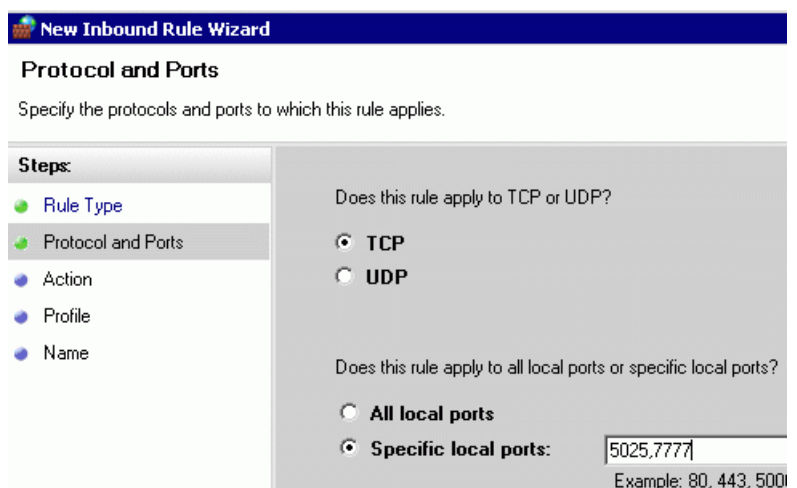 New Inbound Rule Wizard
Protocol and Ports
Specify the protocols and ports to which this rule applies.
Steps:
Rule Type
Protocol and Ports
Action
Profile
Name
Does this rule apply to TCP or UDP?
TCP
UDP
Does this rule apply to all local ports or specific local ports?
All local ports
Specific local ports: 5025,7777
Example: 80, 443, 500